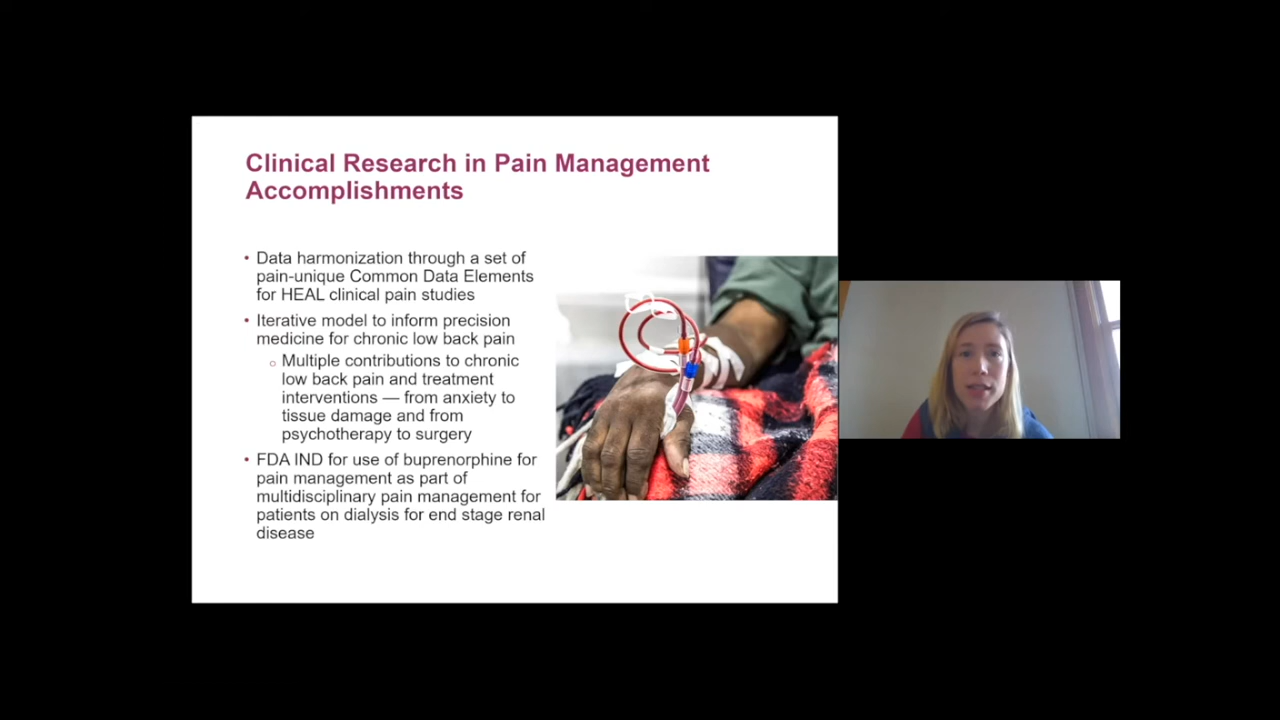 Clinical Research in Pain Management
Accomplishments
• Data harmonization through a set of
pain-unique Common Data Elements
for HEAL clinical pain studies
• Iterative model to inform precision
medicine for chronic low back pain
○ Multiple contributions to chronic
low back pain and treatment
interventions — from anxiety to
tissue damage and from
psychotherapy to surgery
• FDA IND for use of buprenorphine for
pain management as part of
multidisciplinary pain management for
patients on dialysis for end stage renal
disease